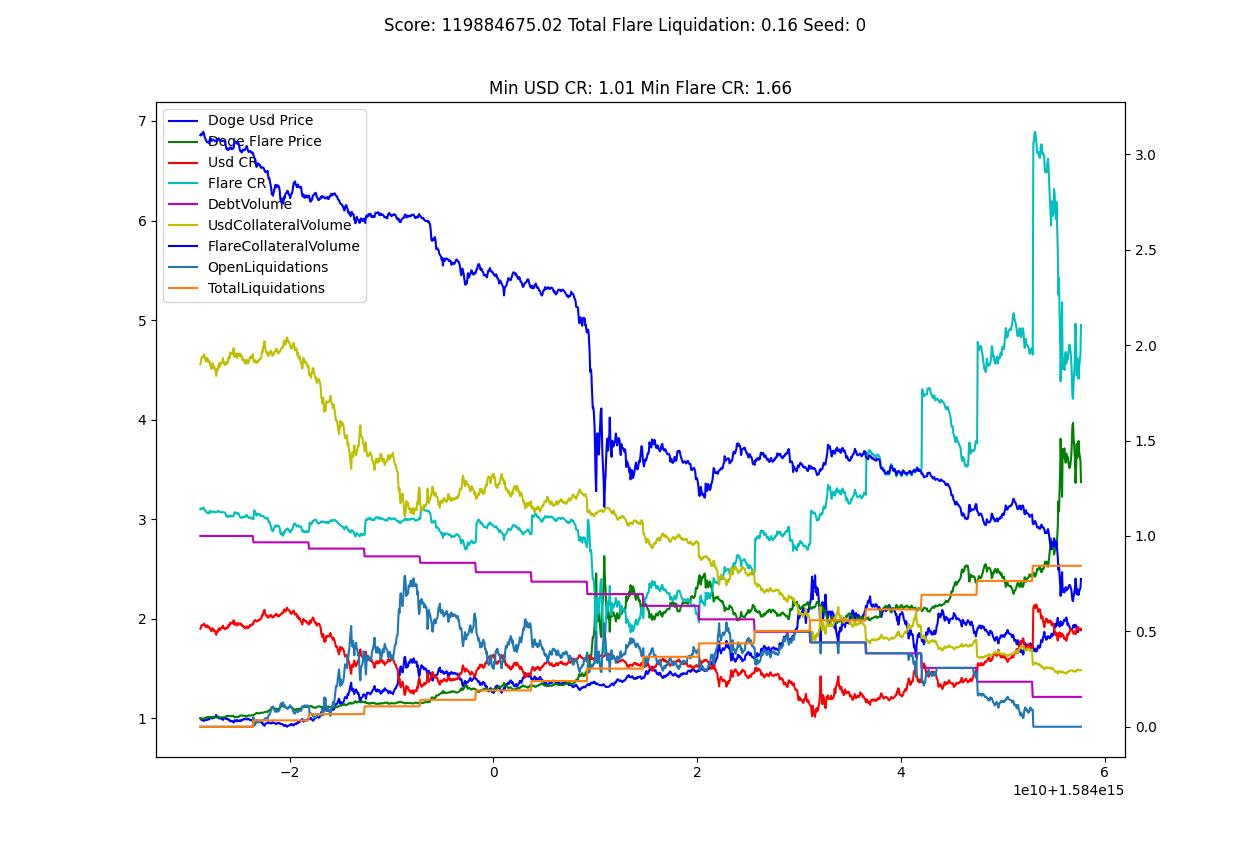 Score: 119884675.02 Total Flare Liquidation: 0.16 Seed: 0
Min USD CR: 1.01 Min Flare CR: 1.66
Doge Usd Price
Doge Flare Price
Usd CR
Flare CR
DebtVolume
UsdCollateralVolume
FlareCollateralVolume
OpenLiquidations
TotalLiquidations
7
6
5
4
3
2
1
3.0
2.5
2.0
1.5
1.0
0.5
0.0
−2
0
2
4
6
1e10+1.584e15